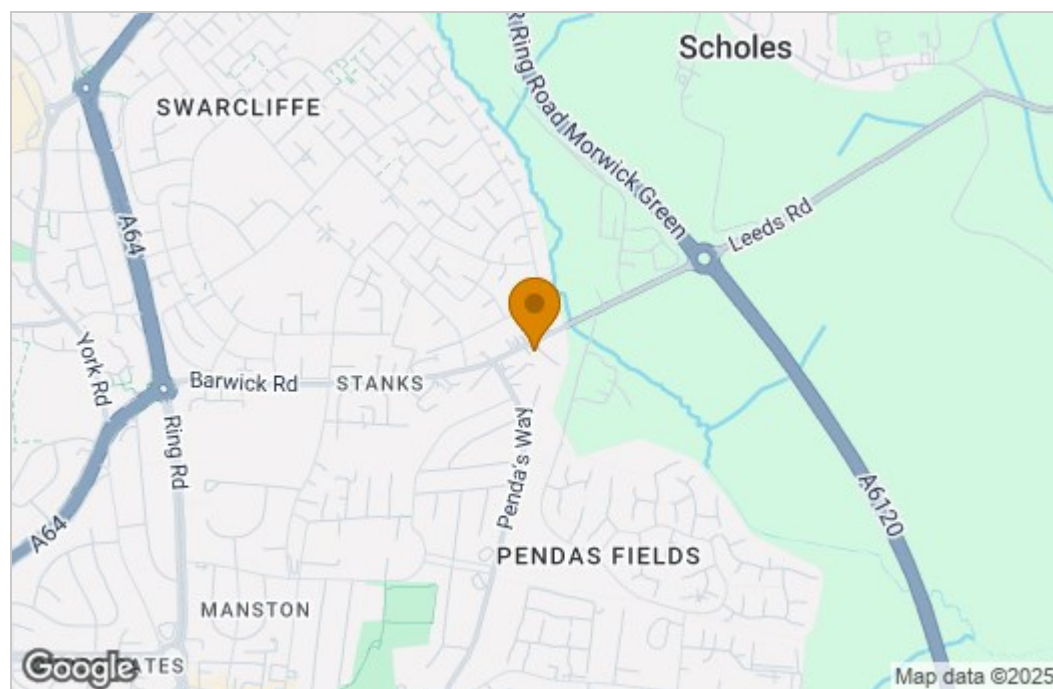 Scholes
SWARCLIFFE
Ring Road Morwick Green
A64
Leeds Rd
York Rd
Barwick Rd
STANKS
Ring Rd
Penda's Way
A6120
A64
PENDAS FIELDS
MANSTON
Google
ATES
Map data ©2025